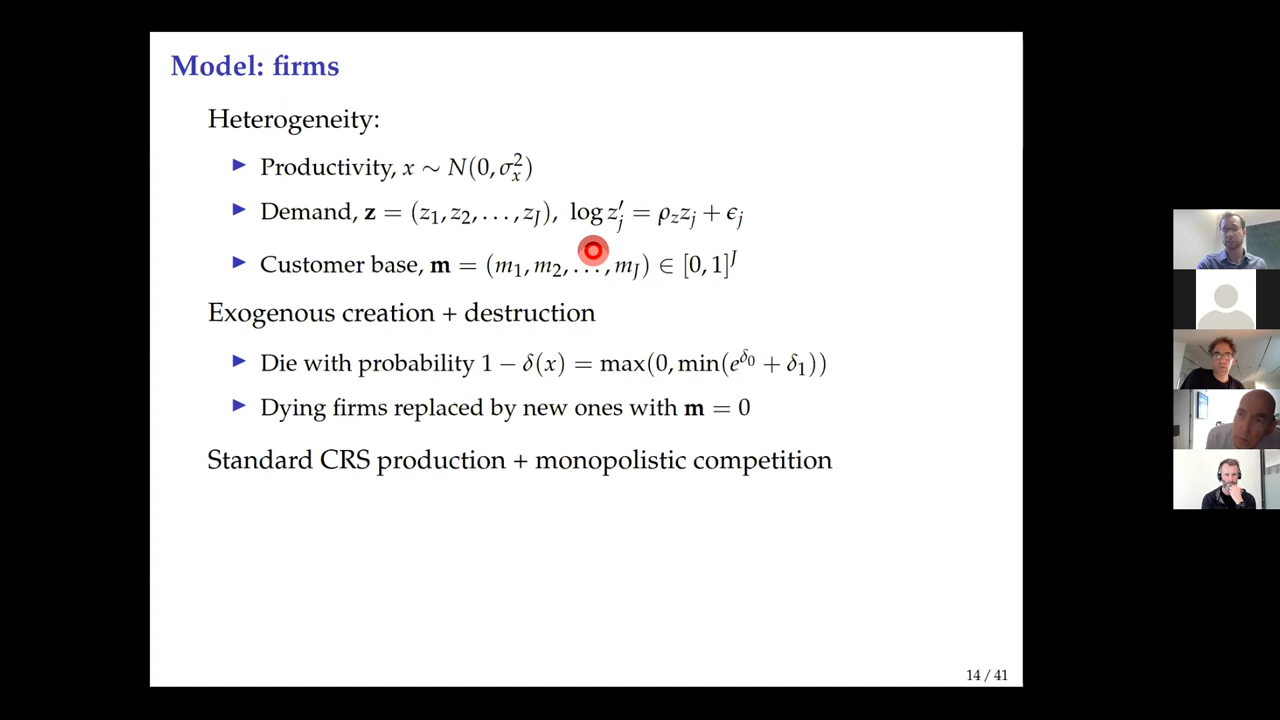 Model: firms
Heterogeneity:
▶ Productivity, x ∼ N(0, σ_x^2)
▶ Demand, **z** = (z_1, z_2, . . . , z_J), log z′_j = ρ_z z_j + ϵ_j
▶ Customer base, **m** = (m_1, m_2, . . . , m_J) ∈ [0, 1]^J
Exogenous creation + destruction
▶ Die with probability 1 − δ(x) = max(0, min(e^{δ_0} + δ_1))
▶ Dying firms replaced by new ones with **m** = 0
Standard CRS production + monopolistic competition
14 / 41